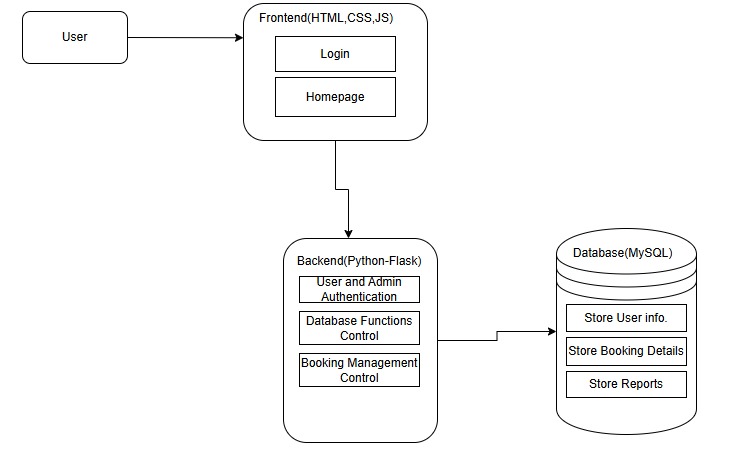 User
Frontend(HTML,CSS,JS)
Login
Homepage
Backend(Python-Flask)
User and Admin
Authentication
Database Functions
Control
Booking Management
Control
Database(MySQL)
Store User info.
Store Booking Details
Store Reports